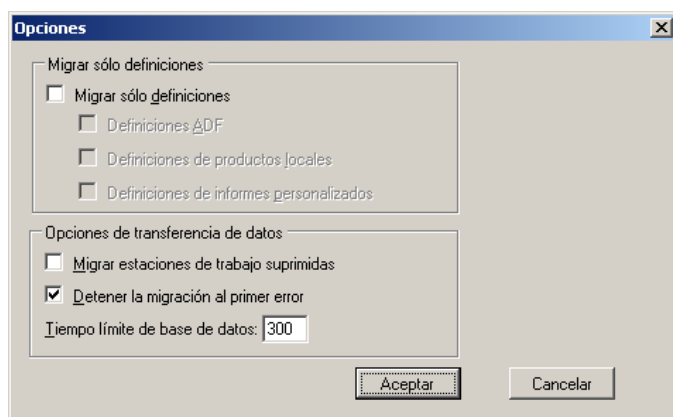 Opciones
Migrar sólo definiciones
Migrar sólo definiciones
Definiciones ADF
Definiciones de productos locales
Definiciones de informes personalizados
Opciones de transferencia de datos
Migrar estaciones de trabajo suprimidas
Detener la migración al primer error
Tiempo límite de base de datos: 300
Aceptar Cancelar